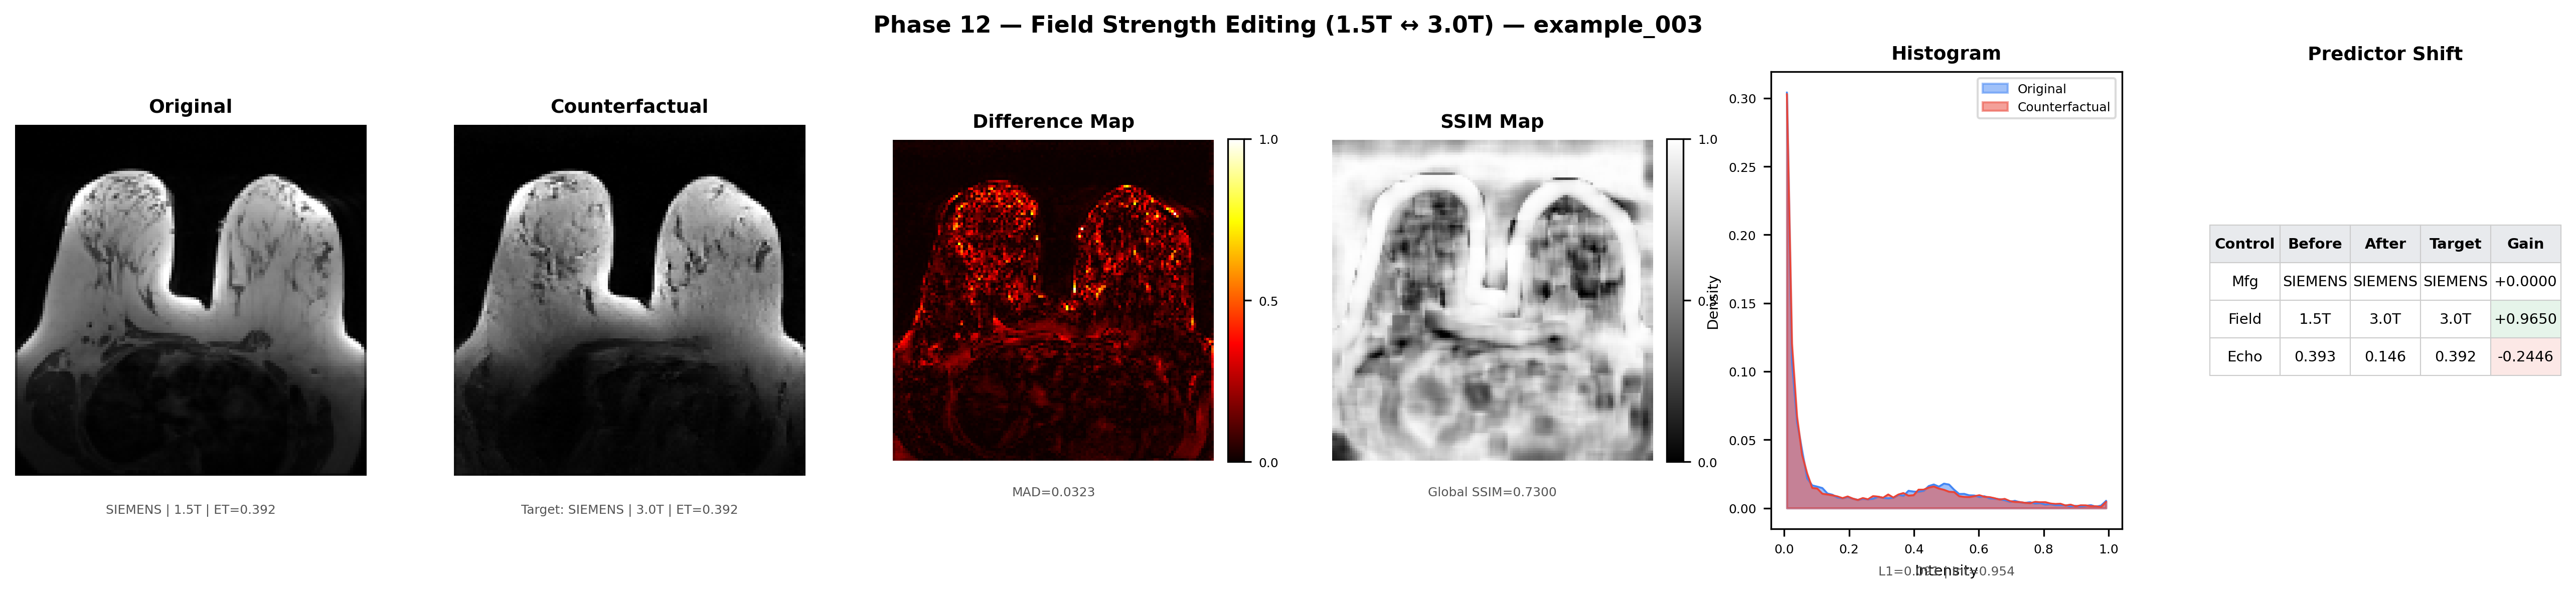 Phase 12 — Field Strength Editing (1.5T ↔ 3.0T) — example_003
Original
SIEMENS | 1.5T | ET=0.392
Counterfactual
Target: SIEMENS | 3.0T | ET=0.392
Difference Map
1.0
0.5
0.0
MAD=0.0323
SSIM Map
1.0
0.0
Global SSIM=0.7300
Histogram
Original
Counterfactual
Density
0.30
0.25
0.20
0.15
0.10
0.05
0.00
0.0 0.2 0.4 0.6 0.8 1.0
Intensity
Predictor Shift
Control Before After Target Gain
Mfg SIEMENS SIEMENS SIEMENS +0.0000
Field 1.5T 3.0T 3.0T +0.9650
Echo 0.393 0.146 0.392 -0.2446